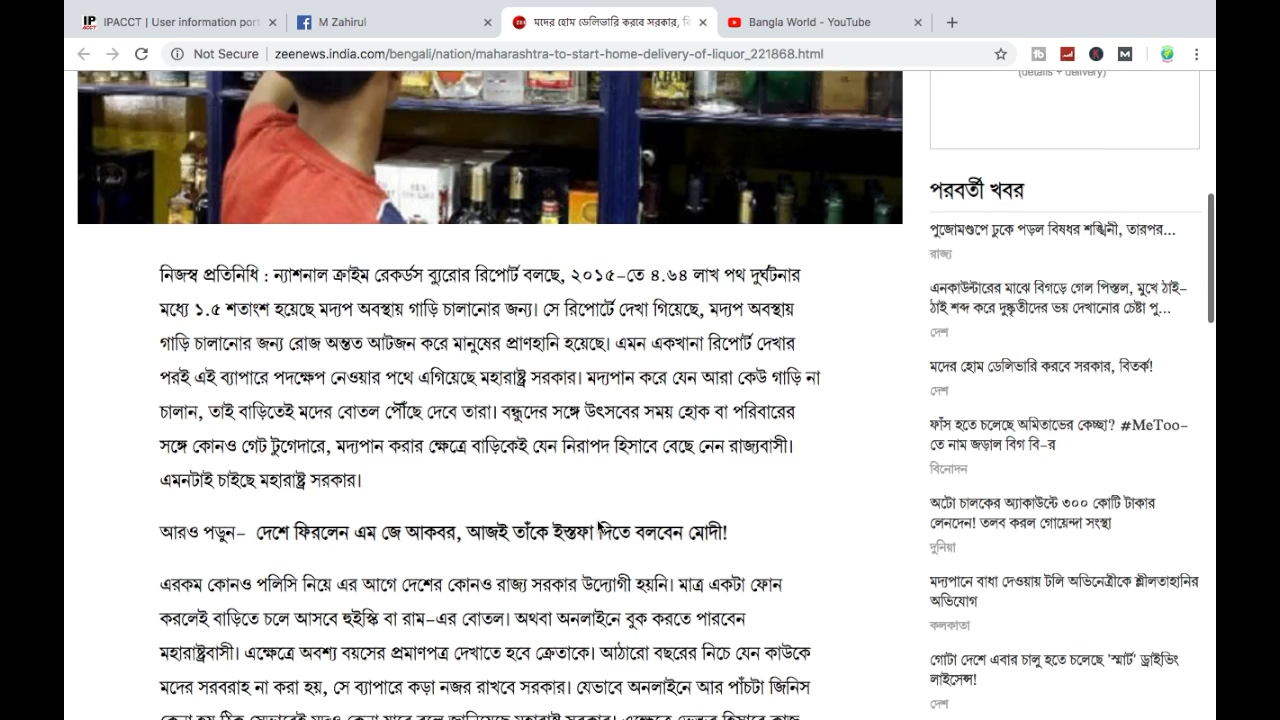 IPACCT | User information port
M Zahirul
মদের হোম ডেলিভারি করবে সরকার, বি
Bangla World - YouTube
Not Secure
zeenews.india.com/bengali/nation/maharashtra-to-start-home-delivery-of-liquor_221868.html
(details + delivery)
নিজস্ব প্রতিনিধি : ন্যাশনাল ক্রাইম রেকর্ডস ব্যুরোর রিপোর্ট বলছে, ২০১৫-তে ৪.৬৪ লাখ পথ দুর্ঘটনার
মধ্যে ১.৫ শতাংশ হয়েছে মদ্যপ অবস্থায় গাড়ি চালানোর জন্য। সে রিপোর্টে দেখা গিয়েছে, মদ্যপ অবস্থায়
গাড়ি চালানোর জন্য রোজ অন্তত আটজন করে মানুষের প্রাণহানি হয়েছে। এমন একখানা রিপোর্ট দেখার
পরই এই ব্যাপারে পদক্ষেপ নেওয়ার পথে এগিয়েছে মহারাষ্ট্র সরকার। মদ্যপান করে যেন আরা কেউ গাড়ি না
চালান, তাই বাড়িতেই মদের বোতল পৌঁছে দেবে তারা। বন্ধুদের সঙ্গে উৎসবের সময় হোক বা পরিবারের
সঙ্গে কোনও গেট টুগেদারে, মদ্যপান করার ক্ষেত্রে বাড়িকেই যেন নিরাপদ হিসাবে বেছে নেন রাজ্যবাসী।
এমনটাই চাইছে মহারাষ্ট্র সরকার।
আরও পড়ুন- দেশে ফিরলেন এম জে আকবর, আজই তাঁকে ইস্তফা দিতে বলবেন মোদী!
এরকম কোনও পলিসি নিয়ে এর আগে দেশের কোনও রাজ্য সরকার উদ্যোগী হয়নি। মাত্র একটা ফোন
করলেই বাড়িতে চলে আসবে হুইস্কি বা রাম-এর বোতল। অথবা অনলাইনে বুক করতে পারবেন
মহারাষ্ট্রবাসী। এক্ষেত্রে অবশ্য বয়সের প্রমাণপত্র দেখাতে হবে ক্রেতাকে। আঠারো বছরের নিচে যেন কাউকে
মদের সরবরাহ না করা হয়, সে ব্যাপারে কড়া নজর রাখবে সরকার। যেভাবে অনলাইনে আর পাঁচটা জিনিস
পরবর্তী খবর
পুজোমণ্ডপে ঢুকে পড়ল বিষধর শঙ্খিনী, তারপর...
রাজ্য
এনকাউন্টারের মাঝে বিগড়ে গেল পিস্তল, মুখে ঠাই-
ঠাই শব্দ করে দুষ্কৃতীদের ভয় দেখানোর চেষ্টা পু...
দেশ
মদের হোম ডেলিভারি করবে সরকার, বিতর্ক!
দেশ
ফাঁস হতে চলেছে অমিতাভের কেচ্ছা? #MeToo-
তে নাম জড়াল বিগ বি-র
বিনোদন
অটো চালকের অ্যাকাউন্টে ৩০০ কোটি টাকার
লেনদেন! তলব করল গোয়েন্দা সংস্থা
দুনিয়া
মদ্যপানে বাধা দেওয়ায় টলি অভিনেত্রীকে শ্লীলতাহানির
অভিযোগ
কলকাতা
গোটা দেশে এবার চালু হতে চলেছে 'স্মার্ট' ড্রাইভিং
লাইসেন্স!
দেশ